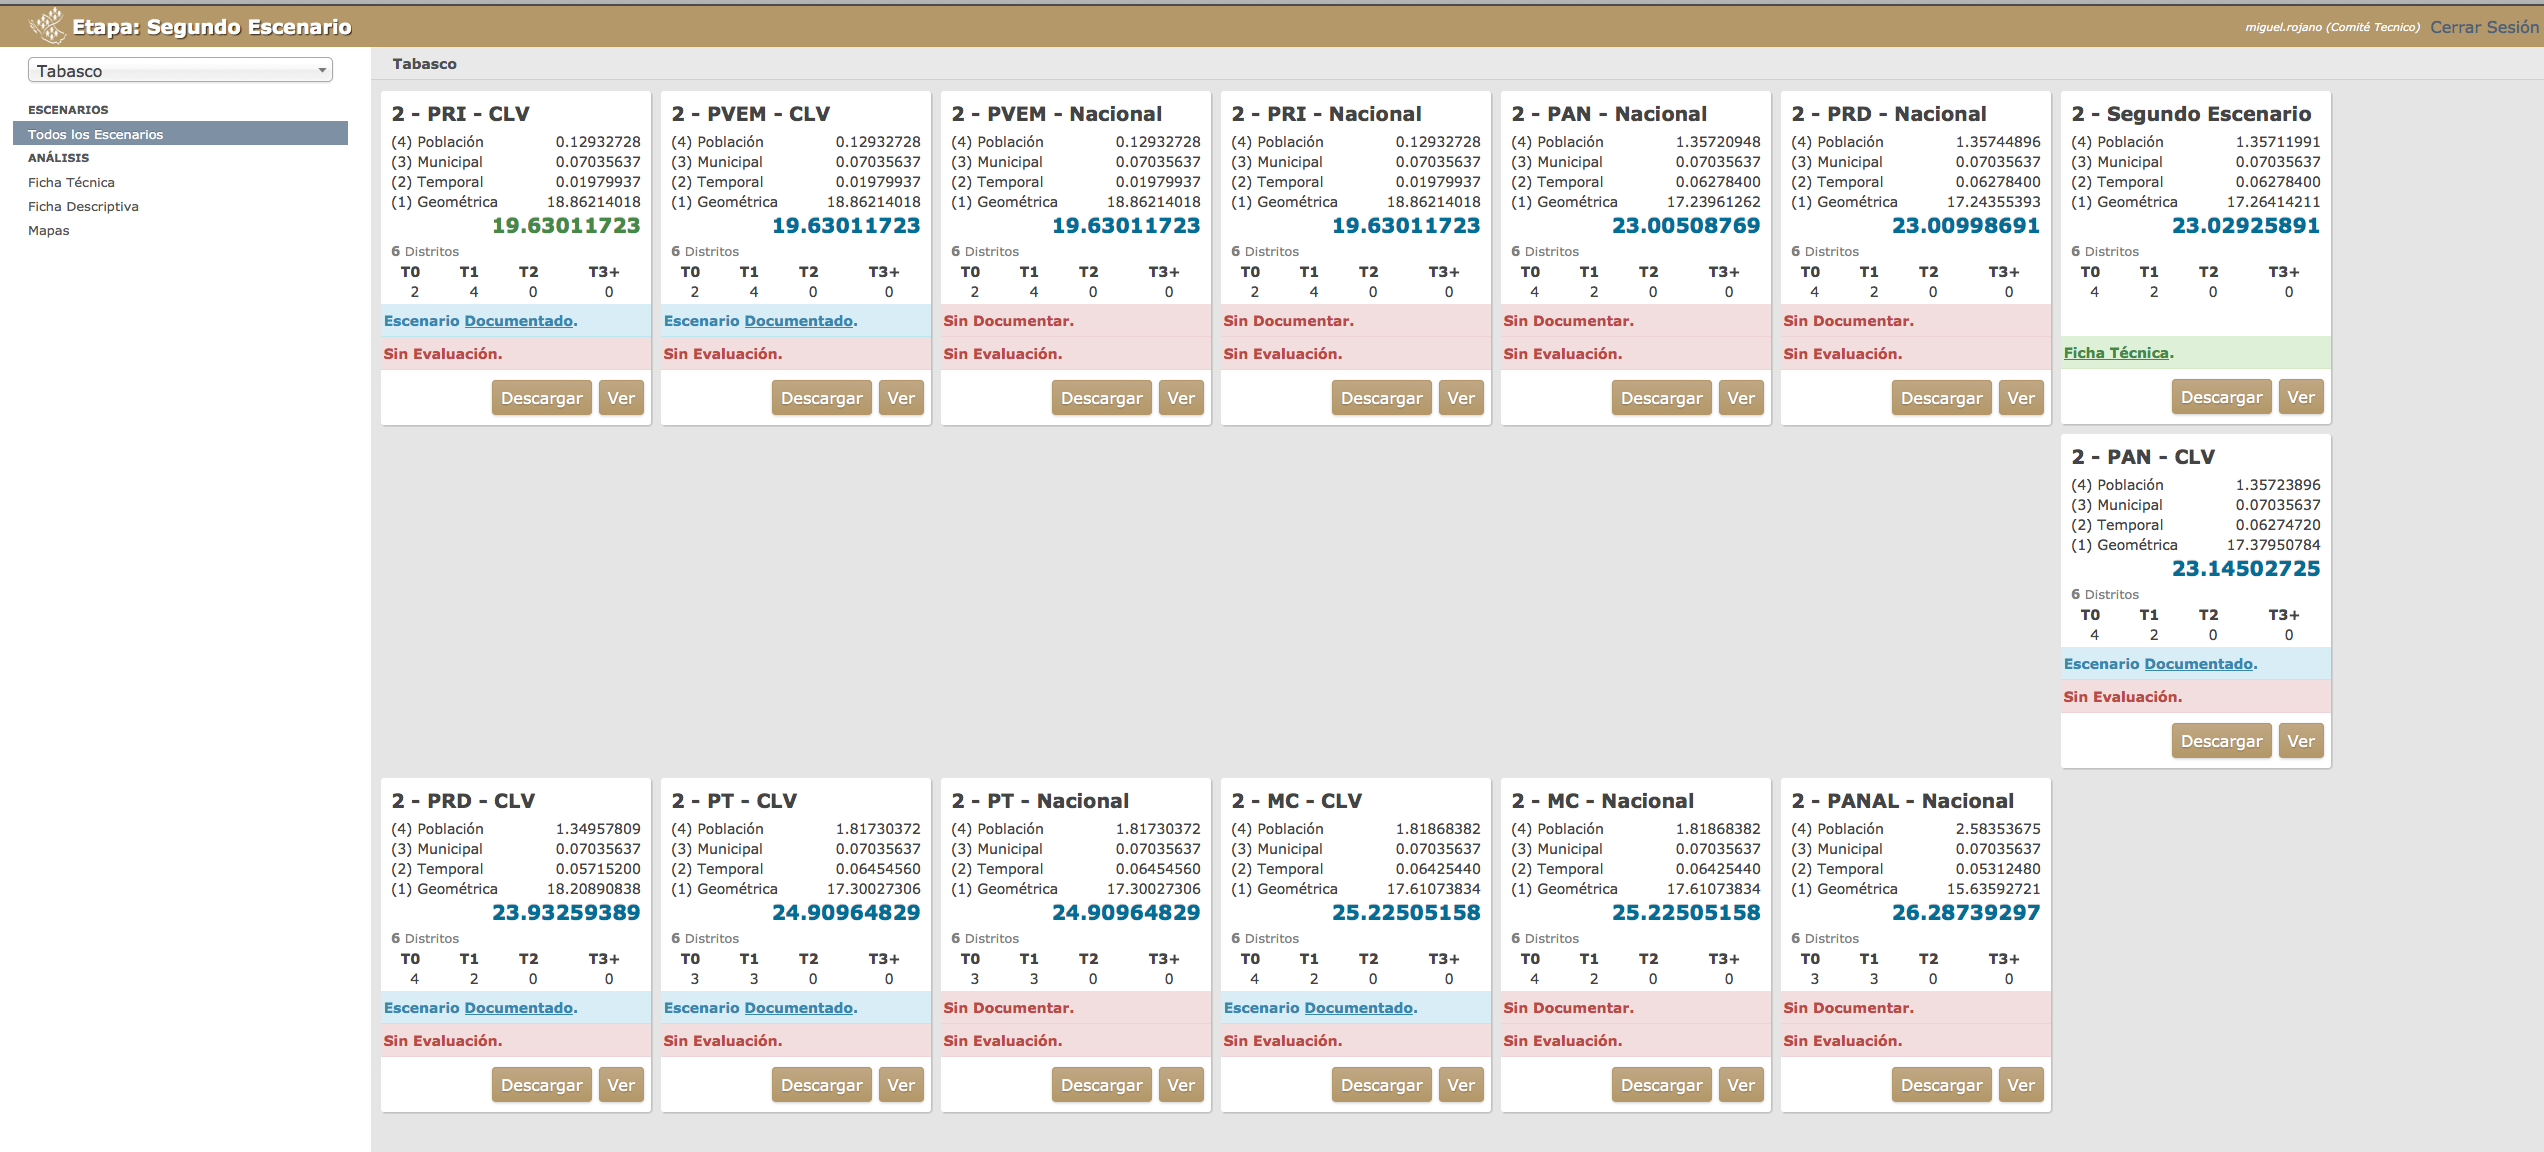 Etapa: Segundo Escenario
miguel.rojano (Comité Tecnico) Cerrar Sesión
Tabasco
ESCENARIOS
Todos los Escenarios
ANÁLISIS
Ficha Técnica
Ficha Descriptiva
Mapas
Tabasco
2 - PRI - CLV
(4) Población 0.12932728
(3) Municipal 0.07035637
(2) Temporal 0.01979937
(1) Geométrica 18.86214018
19.63011723
6 Distritos
T0 T1 T2 T3+
2 4 0 0
Escenario Documentado.
Sin Evaluación.
Descargar Ver
2 - PVEM - CLV
(4) Población 0.12932728
(3) Municipal 0.07035637
(2) Temporal 0.01979937
(1) Geométrica 18.86214018
19.63011723
6 Distritos
T0 T1 T2 T3+
2 4 0 0
Escenario Documentado.
Sin Evaluación.
Descargar Ver
2 - PVEM - Nacional
(4) Población 0.12932728
(3) Municipal 0.07035637
(2) Temporal 0.01979937
(1) Geométrica 18.86214018
19.63011723
6 Distritos
T0 T1 T2 T3+
2 4 0 0
Sin Documentar.
Sin Evaluación.
Descargar Ver
2 - PRI - Nacional
(4) Población 0.12932728
(3) Municipal 0.07035637
(2) Temporal 0.01979937
(1) Geométrica 18.86214018
19.63011723
6 Distritos
T0 T1 T2 T3+
2 4 0 0
Sin Documentar.
Sin Evaluación.
Descargar Ver
2 - PAN - Nacional
(4) Población 1.35720948
(3) Municipal 0.07035637
(2) Temporal 0.06278400
(1) Geométrica 17.23961262
23.00508769
6 Distritos
T0 T1 T2 T3+
4 2 0 0
Sin Documentar.
Sin Evaluación.
Descargar Ver
2 - PRD - Nacional
(4) Población 1.35744896
(3) Municipal 0.07035637
(2) Temporal 0.06278400
(1) Geométrica 17.24355393
23.00998691
6 Distritos
T0 T1 T2 T3+
4 2 0 0
Sin Documentar.
Sin Evaluación.
Descargar Ver
2 - Segundo Escenario
(4) Población 1.35711991
(3) Municipal 0.07035637
(2) Temporal 0.06278400
(1) Geométrica 17.26414211
23.02925891
6 Distritos
T0 T1 T2 T3+
4 2 0 0
Ficha Técnica.
Descargar Ver
2 - PAN - CLV
(4) Población 1.35723896
(3) Municipal 0.07035637
(2) Temporal 0.06274720
(1) Geométrica 17.37950784
23.14502725
6 Distritos
T0 T1 T2 T3+
4 2 0 0
Escenario Documentado.
Sin Evaluación.
Descargar Ver
2 - PRD - CLV
(4) Población 1.34957809
(3) Municipal 0.07035637
(2) Temporal 0.05715200
(1) Geométrica 18.20890838
23.93259389
6 Distritos
T0 T1 T2 T3+
4 2 0 0
Escenario Documentado.
Sin Evaluación.
Descargar Ver
2 - PT - CLV
(4) Población 1.81730372
(3) Municipal 0.07035637
(2) Temporal 0.06454560
(1) Geométrica 17.30027306
24.90964829
6 Distritos
T0 T1 T2 T3+
3 3 0 0
Escenario Documentado.
Sin Evaluación.
Descargar Ver
2 - PT - Nacional
(4) Población 1.81730372
(3) Municipal 0.07035637
(2) Temporal 0.06454560
(1) Geométrica 17.30027306
24.90964829
6 Distritos
T0 T1 T2 T3+
3 3 0 0
Sin Documentar.
Sin Evaluación.
Descargar Ver
2 - MC - CLV
(4) Población 1.81868382
(3) Municipal 0.07035637
(2) Temporal 0.06425440
(1) Geométrica 17.61073834
25.22505158
6 Distritos
T0 T1 T2 T3+
4 2 0 0
Escenario Documentado.
Sin Evaluación.
Descargar Ver
2 - MC - Nacional
(4) Población 1.81868382
(3) Municipal 0.07035637
(2) Temporal 0.06425440
(1) Geométrica 17.61073834
25.22505158
6 Distritos
T0 T1 T2 T3+
4 2 0 0
Sin Documentar.
Sin Evaluación.
Descargar Ver
2 - PANAL - Nacional
(4) Población 2.58353675
(3) Municipal 0.07035637
(2) Temporal 0.05312480
(1) Geométrica 15.63592721
26.28739297
6 Distritos
T0 T1 T2 T3+
3 3 0 0
Sin Documentar.
Sin Evaluación.
Descargar Ver